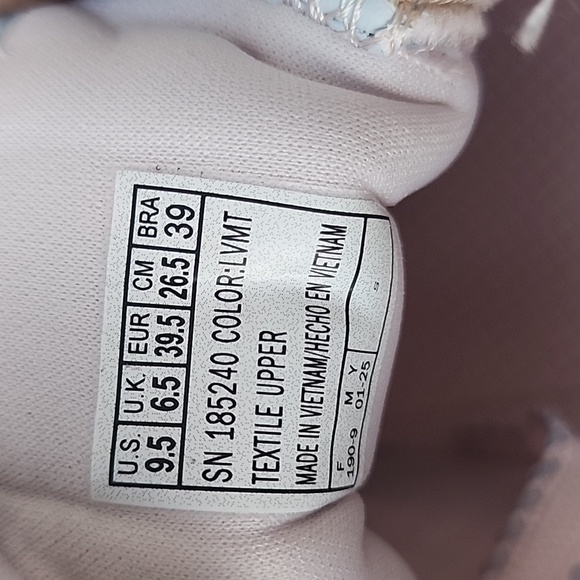 U.S. U.K. EUR CM BRA
9.5 6.5 39.5 26.5 39
SN 185240 COLOR:LVMT
TEXTILE UPPER
MADE IN VIETNAM/HECHO EN VIETNAM
F M Y
190-9 01.25
S